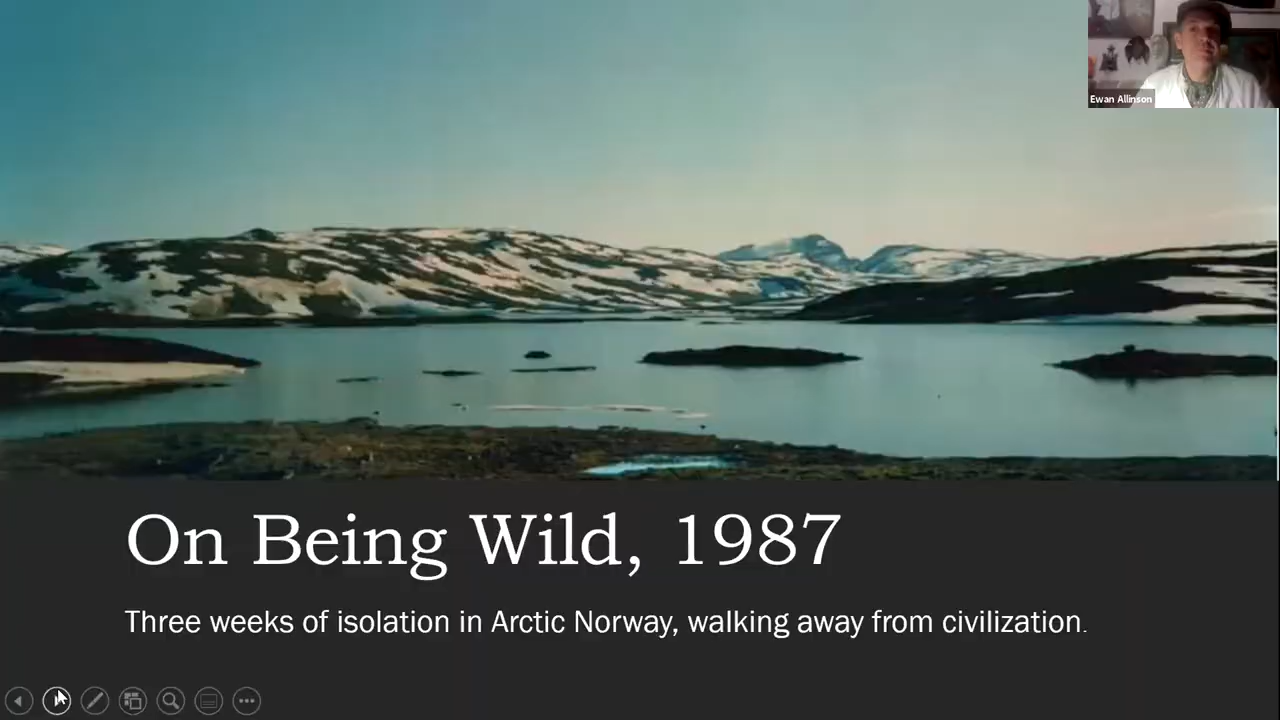 Ewan Allinson
On Being Wild, 1987
Three weeks of isolation in Arctic Norway, walking away from civilization.